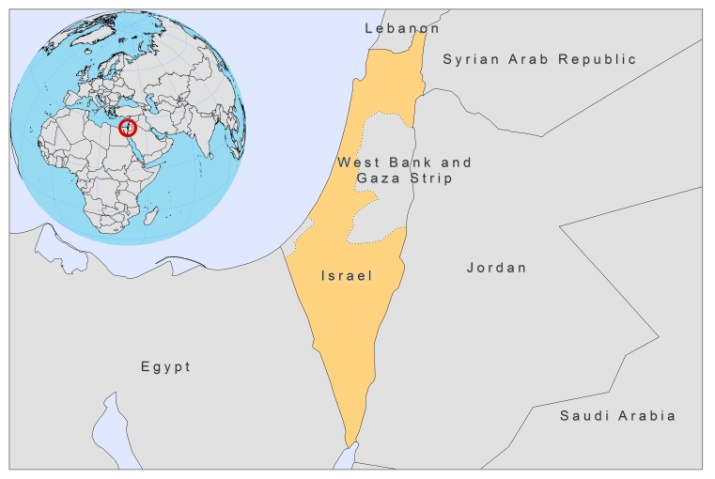 Lebanon
Syrian Arab Republic
West Bank and
Gaza Strip
Israel
Jordan
Egypt
Saudi Arabia